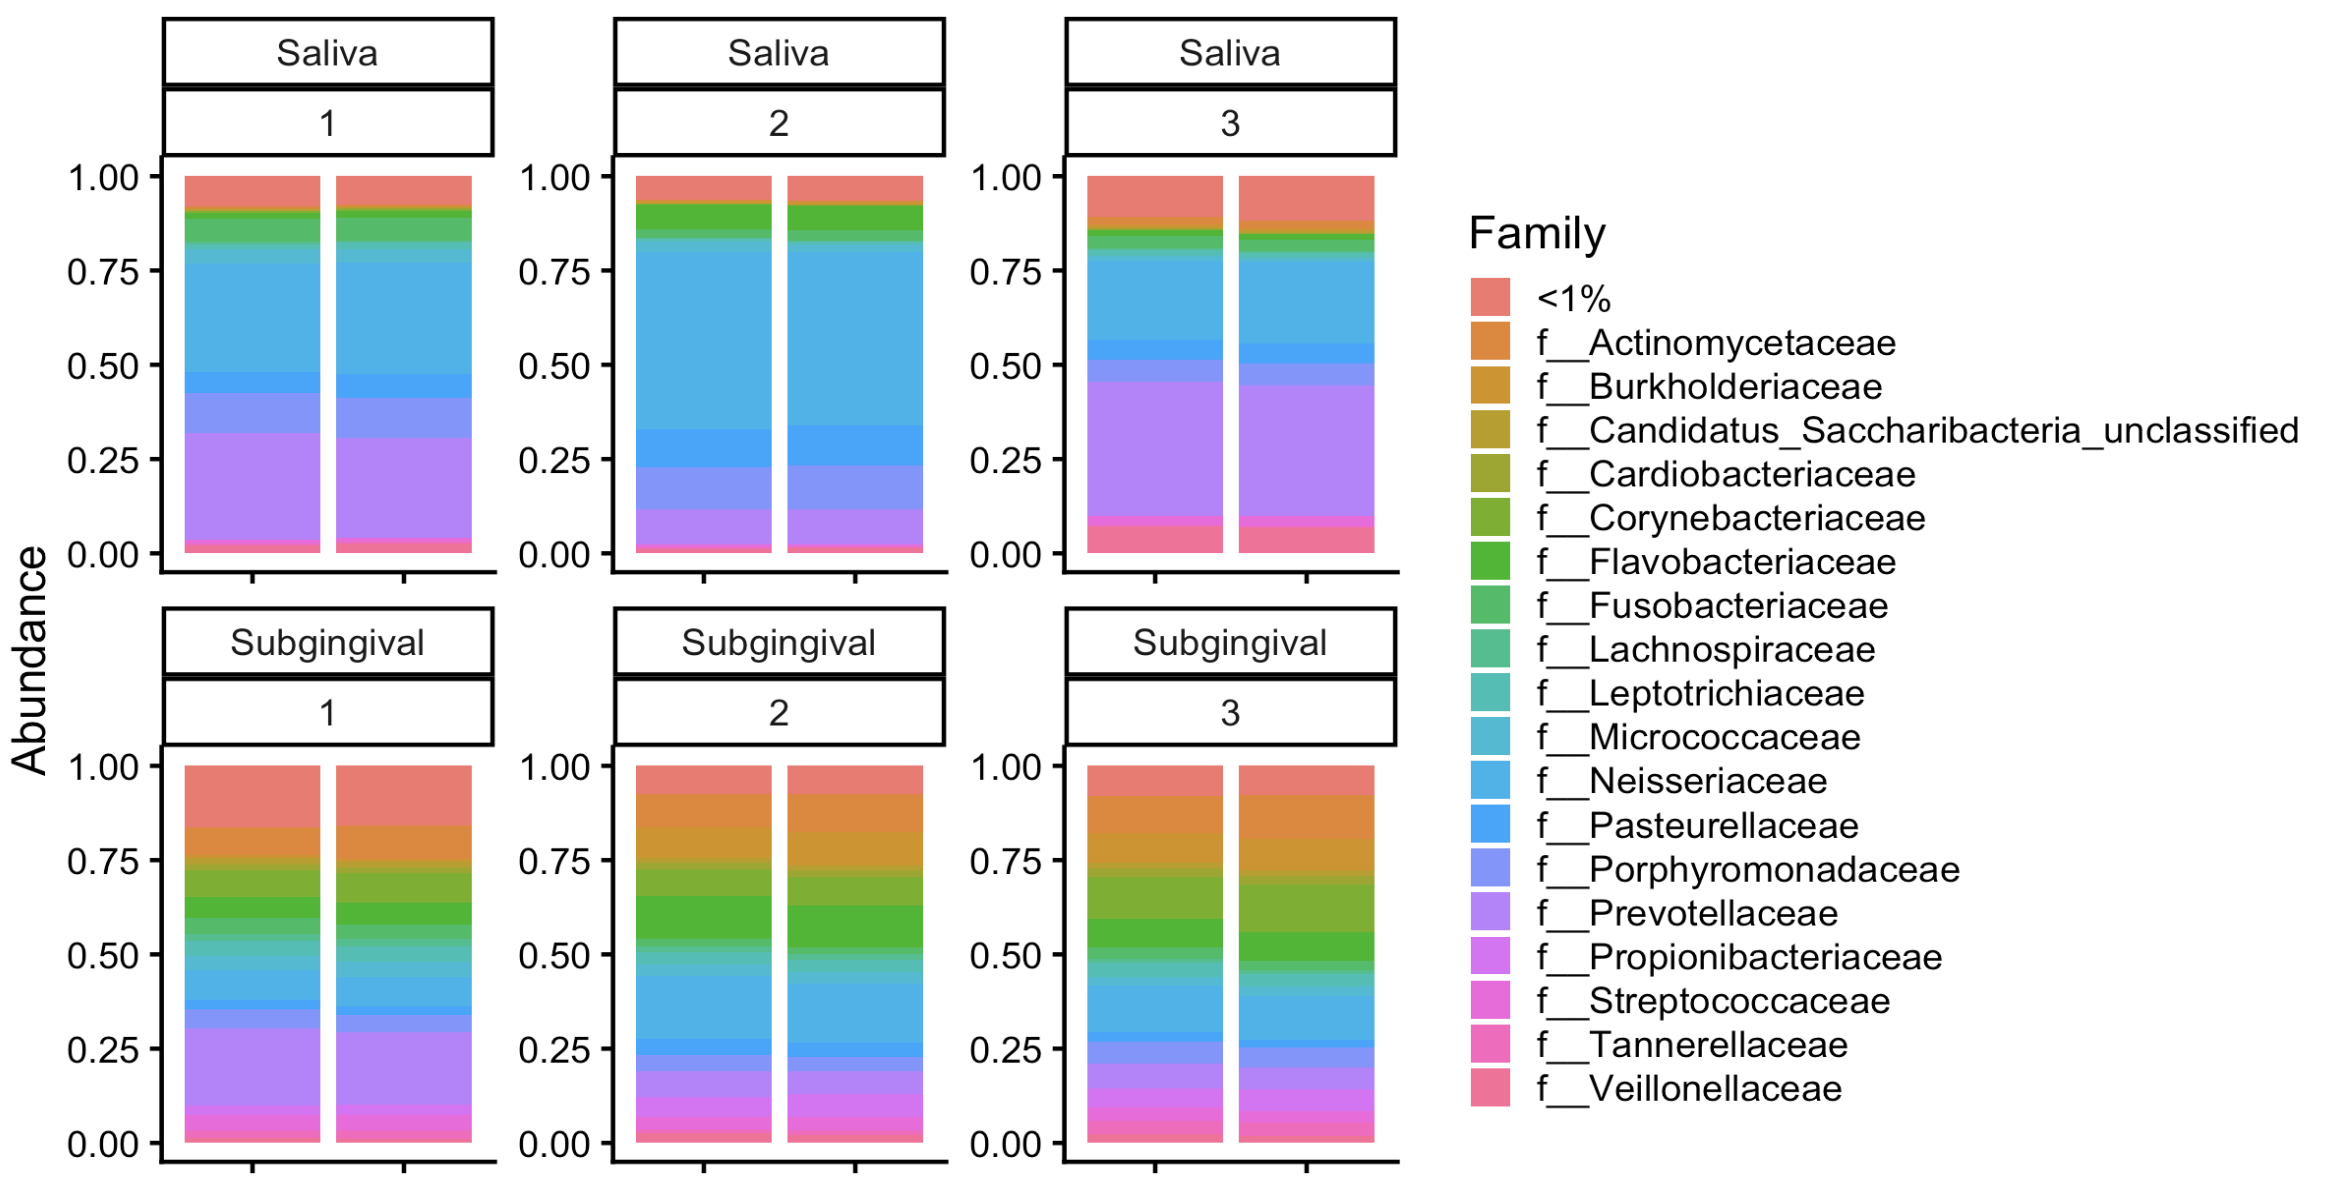 Saliva
Saliva
Saliva
1
2
3
1.00
0.75
0.50
0.25
0.00
1.00
0.75
0.50
0.25
0.00
1.00
0.75
0.50
0.25
0.00
Abundance
Subgingival
Subgingival
Subgingival
1
2
3
1.00
0.75
0.50
0.25
0.00
1.00
0.75
0.50
0.25
0.00
1.00
0.75
0.50
0.25
0.00
Family
<1%
f__Actinomycetaceae
f__Burkholderiaceae
f__Candidatus_Saccharibacteria_unclassified
f__Cardiobacteriaceae
f__Corynebacteriaceae
f__Flavobacteriaceae
f__Fusobacteriaceae
f__Lachnospiraceae
f__Leptotrichiaceae
f__Micrococcaceae
f__Neisseriaceae
f__Pasteurellaceae
f__Porphyromonadaceae
f__Prevotellaceae
f__Propionibacteriaceae
f__Streptococcaceae
f__Tannerellaceae
f__Veillonellaceae